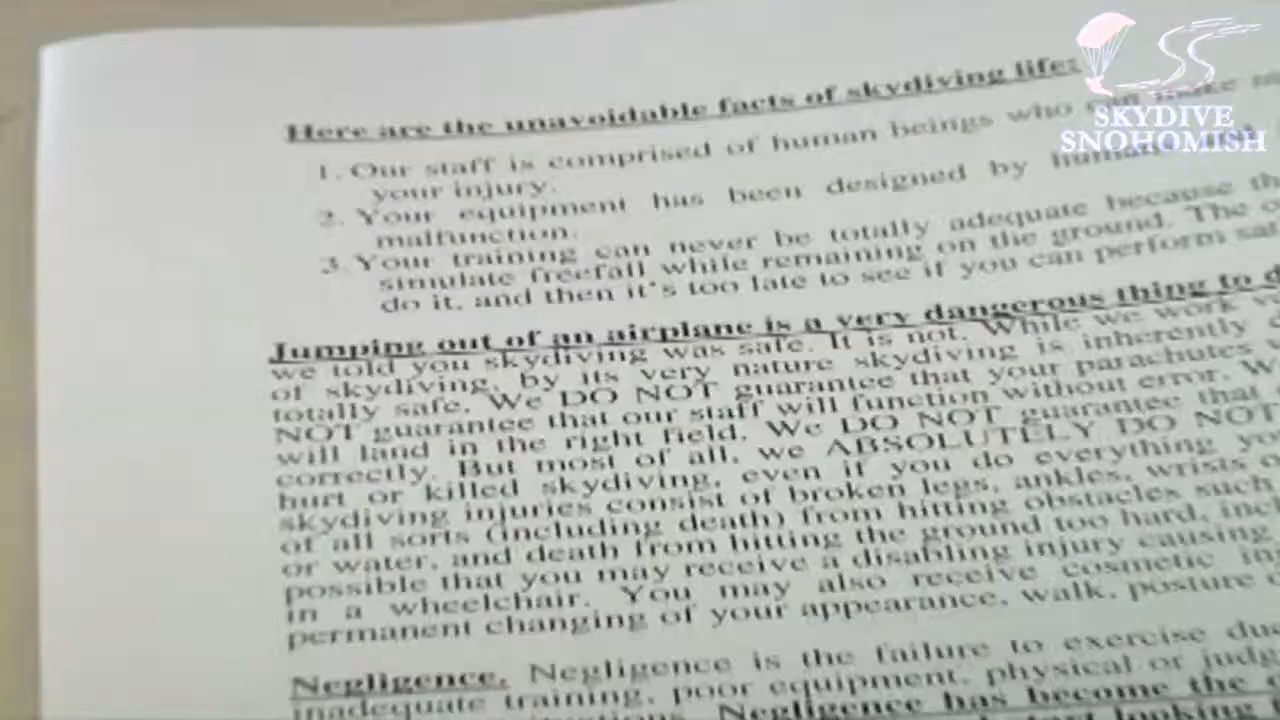 SKYDIVE
SNOHOMISH
Here are the unavoidable facts of skydiving life:
1. Our staff is comprised of human beings who can make
your injury.
2. Your equipment has been designed by humans and
malfunction.
3. Your training can never be totally adequate because
simulate freefall while remaining on the ground. The
do it, and then it's too late to see if you can perform
Jumping out of an airplane is a very dangerous thing to
we told you skydiving was safe. It is not. While we work
of skydiving, by its very nature skydiving is inherently
totally safe. We DO NOT guarantee that your parachutes
NOT guarantee that our staff will function without error.
will land in the right field. We DO NOT guarantee that
correctly. But most of all, we ABSOLUTELY DO NOT
hurt or killed skydiving, even if you do everything
skydiving injuries consist of broken legs, ankles, wrists
of all sorts (including death) from hitting obstacles such
or water, and death from hitting the ground too hard,
possible that you may receive a disabling injury causing
in a wheelchair. You may also receive cosmetic
permanent changing of your appearance, walk, posture
Negligence. Negligence is the failure to exercise
inadequate training, poor equipment, physical or
Negligence has become the